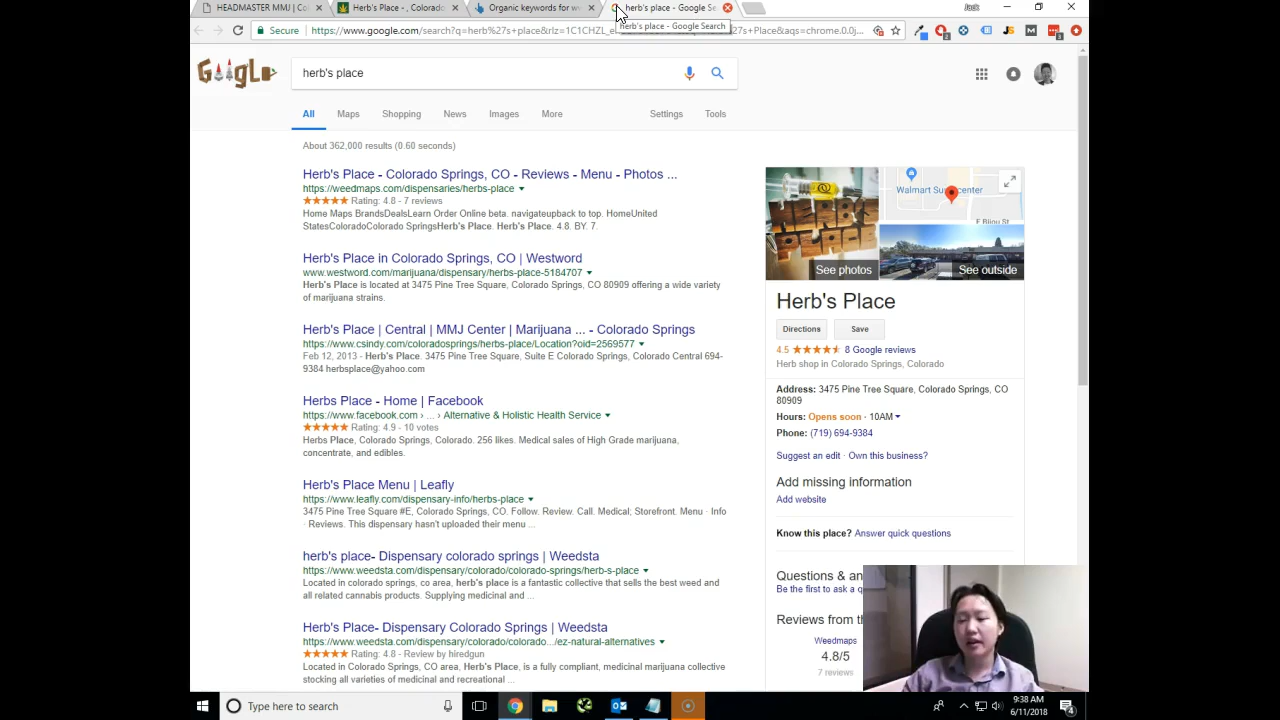 HEADMASTER MMJ | Co
Herb's Place - , Colorado
Organic keywords for w
herb's place - Google Se
Jack
herb's place - Google Search
Secure
https://www.google.com/search?q=herb%27s+place&rlz=1C1CHZL_e
s+Place&aqs=chrome.0.0j...
herb's place
All
Maps
Shopping
News
Images
More
Settings
Tools
About 362,000 results (0.60 seconds)
Herb's Place - Colorado Springs, CO - Reviews - Menu - Photos ...
https://weedmaps.com/dispensaries/herbs-place
Rating: 4.8 - 7 reviews
Home Maps BrandsDealsLearn Order Online beta. navigateupback to top. HomeUnited
StatesColoradoColorado SpringsHerb's Place. Herb's Place. 4.8. BY. 7.
Herb's Place in Colorado Springs, CO | Westword
www.westword.com/marijuana/dispensary/herbs-place-5184707
Herb's Place is located at 3475 Pine Tree Square, Colorado Springs, CO 80909 offering a wide variety
of marijuana strains.
Herb's Place | Central | MMJ Center | Marijuana ... - Colorado Springs
https://www.csindy.com/coloradosprings/herbs-place/Location?oid=2569577
Feb 12, 2013 - Herb's Place. 3475 Pine Tree Square, Suite E Colorado Springs, Colorado Central 694-
9384 herbsplace@yahoo.com
Herbs Place - Home | Facebook
https://www.facebook.com › ... › Alternative & Holistic Health Service
Rating: 4.9 - 10 votes
Herbs Place, Colorado Springs, Colorado. 256 likes. Medical sales of High Grade marijuana,
concentrate, and edibles.
Herb's Place Menu | Leafly
https://www.leafly.com/dispensary-info/herbs-place
3475 Pine Tree Square #E, Colorado Springs, CO. Follow. Review. Call. Medical; Storefront. Menu · Info
· Reviews. This dispensary hasn't uploaded their menu ...
herb's place- Dispensary colorado springs | Weedsta
https://www.weedsta.com/dispensary/colorado/colorado-springs/herb-s-place
Located in colorado springs, co area, herb's place is a fantastic collective that sells the best weed and
all related cannabis products. Supplying medicinal and ...
Herb's Place- Dispensary Colorado Springs | Weedsta
https://www.weedsta.com/dispensary/colorado/colorado.../ez-natural-alternatives
Rating: 4.8 - Review by hiredgun
Located in Colorado Springs, CO area, Herb's Place, is a fully compliant, medicinal marijuana collective
stocking all varieties of medicinal and recreational ...
HERBS
PLACE
See photos
Walmart Supercenter
E Bijou St
See outside
Herb's Place
Directions
Save
4.5
8 Google reviews
Herb shop in Colorado Springs, Colorado
Address: 3475 Pine Tree Square, Colorado Springs, CO
80909
Hours: Opens soon · 10AM
Phone: (719) 694-9384
Suggest an edit · Own this business?
Add missing information
Add website
Know this place? Answer quick questions
Questions & an
Be the first to ask a q
Reviews from th
Weedmaps
4.8/5
7 reviews
Type here to search
9:38 AM
6/11/2018
4